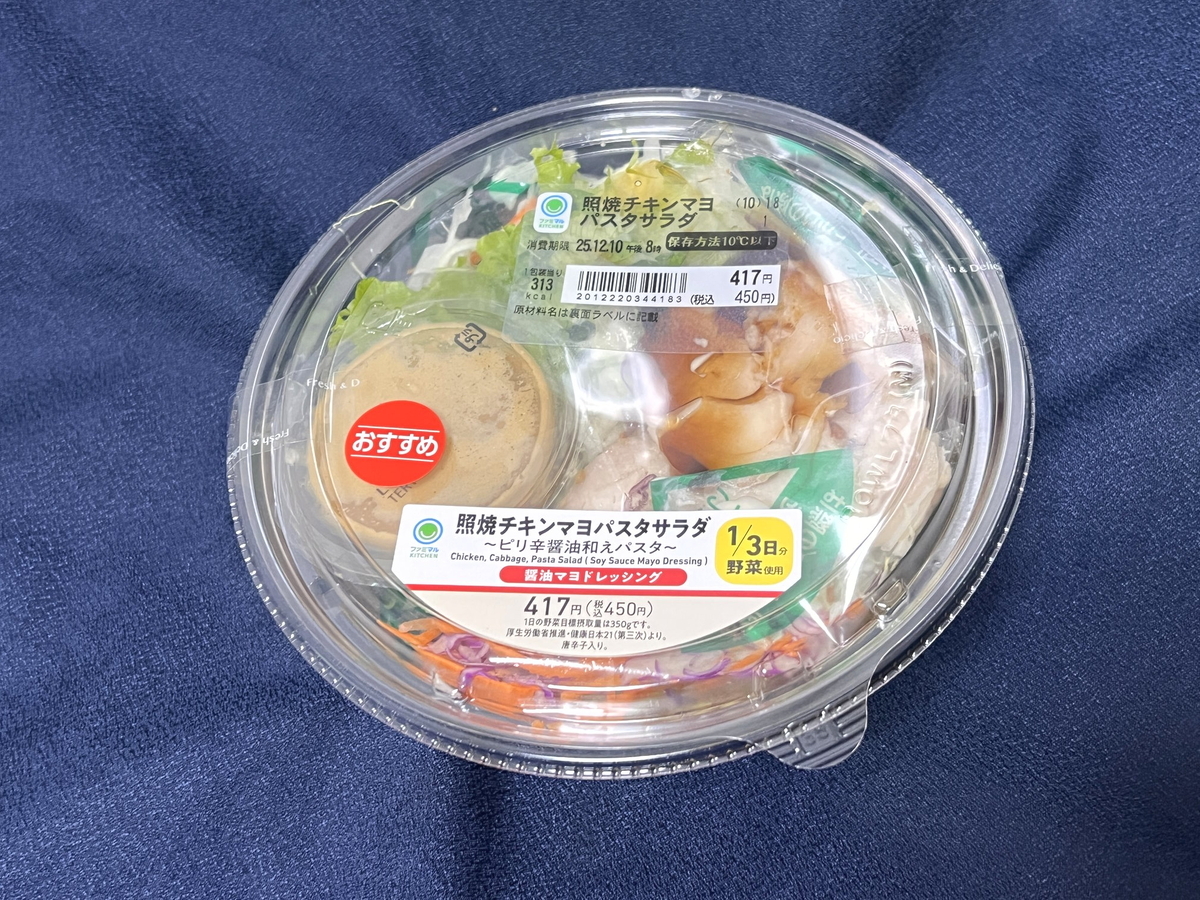 ファミマル
KITCHEN
照焼チキンマヨ
パスタサラダ
(10) 18
1
消費期限 25.12.10 午後 8時
保存方法10℃以下
1包装当り
313
kcal
2012220344183
417円
(税込 450円)
原材料名は裏面ラベルに記載
Fresh & Delic
Fresh & D
おすすめ
ファミマル
KITCHEN
照焼チキンマヨパスタサラダ
～ピリ辛醤油和えパスタ～
Chicken, Cabbage, Pasta Salad ( Soy Sauce Mayo Dressing )
醤油マヨドレッシング
1/3日分
野菜使用
417円(税込450円)
1日の野菜目標摂取量は350gです。
厚生労働省推進・健康日本21(第三次)より。
唐辛子入り。